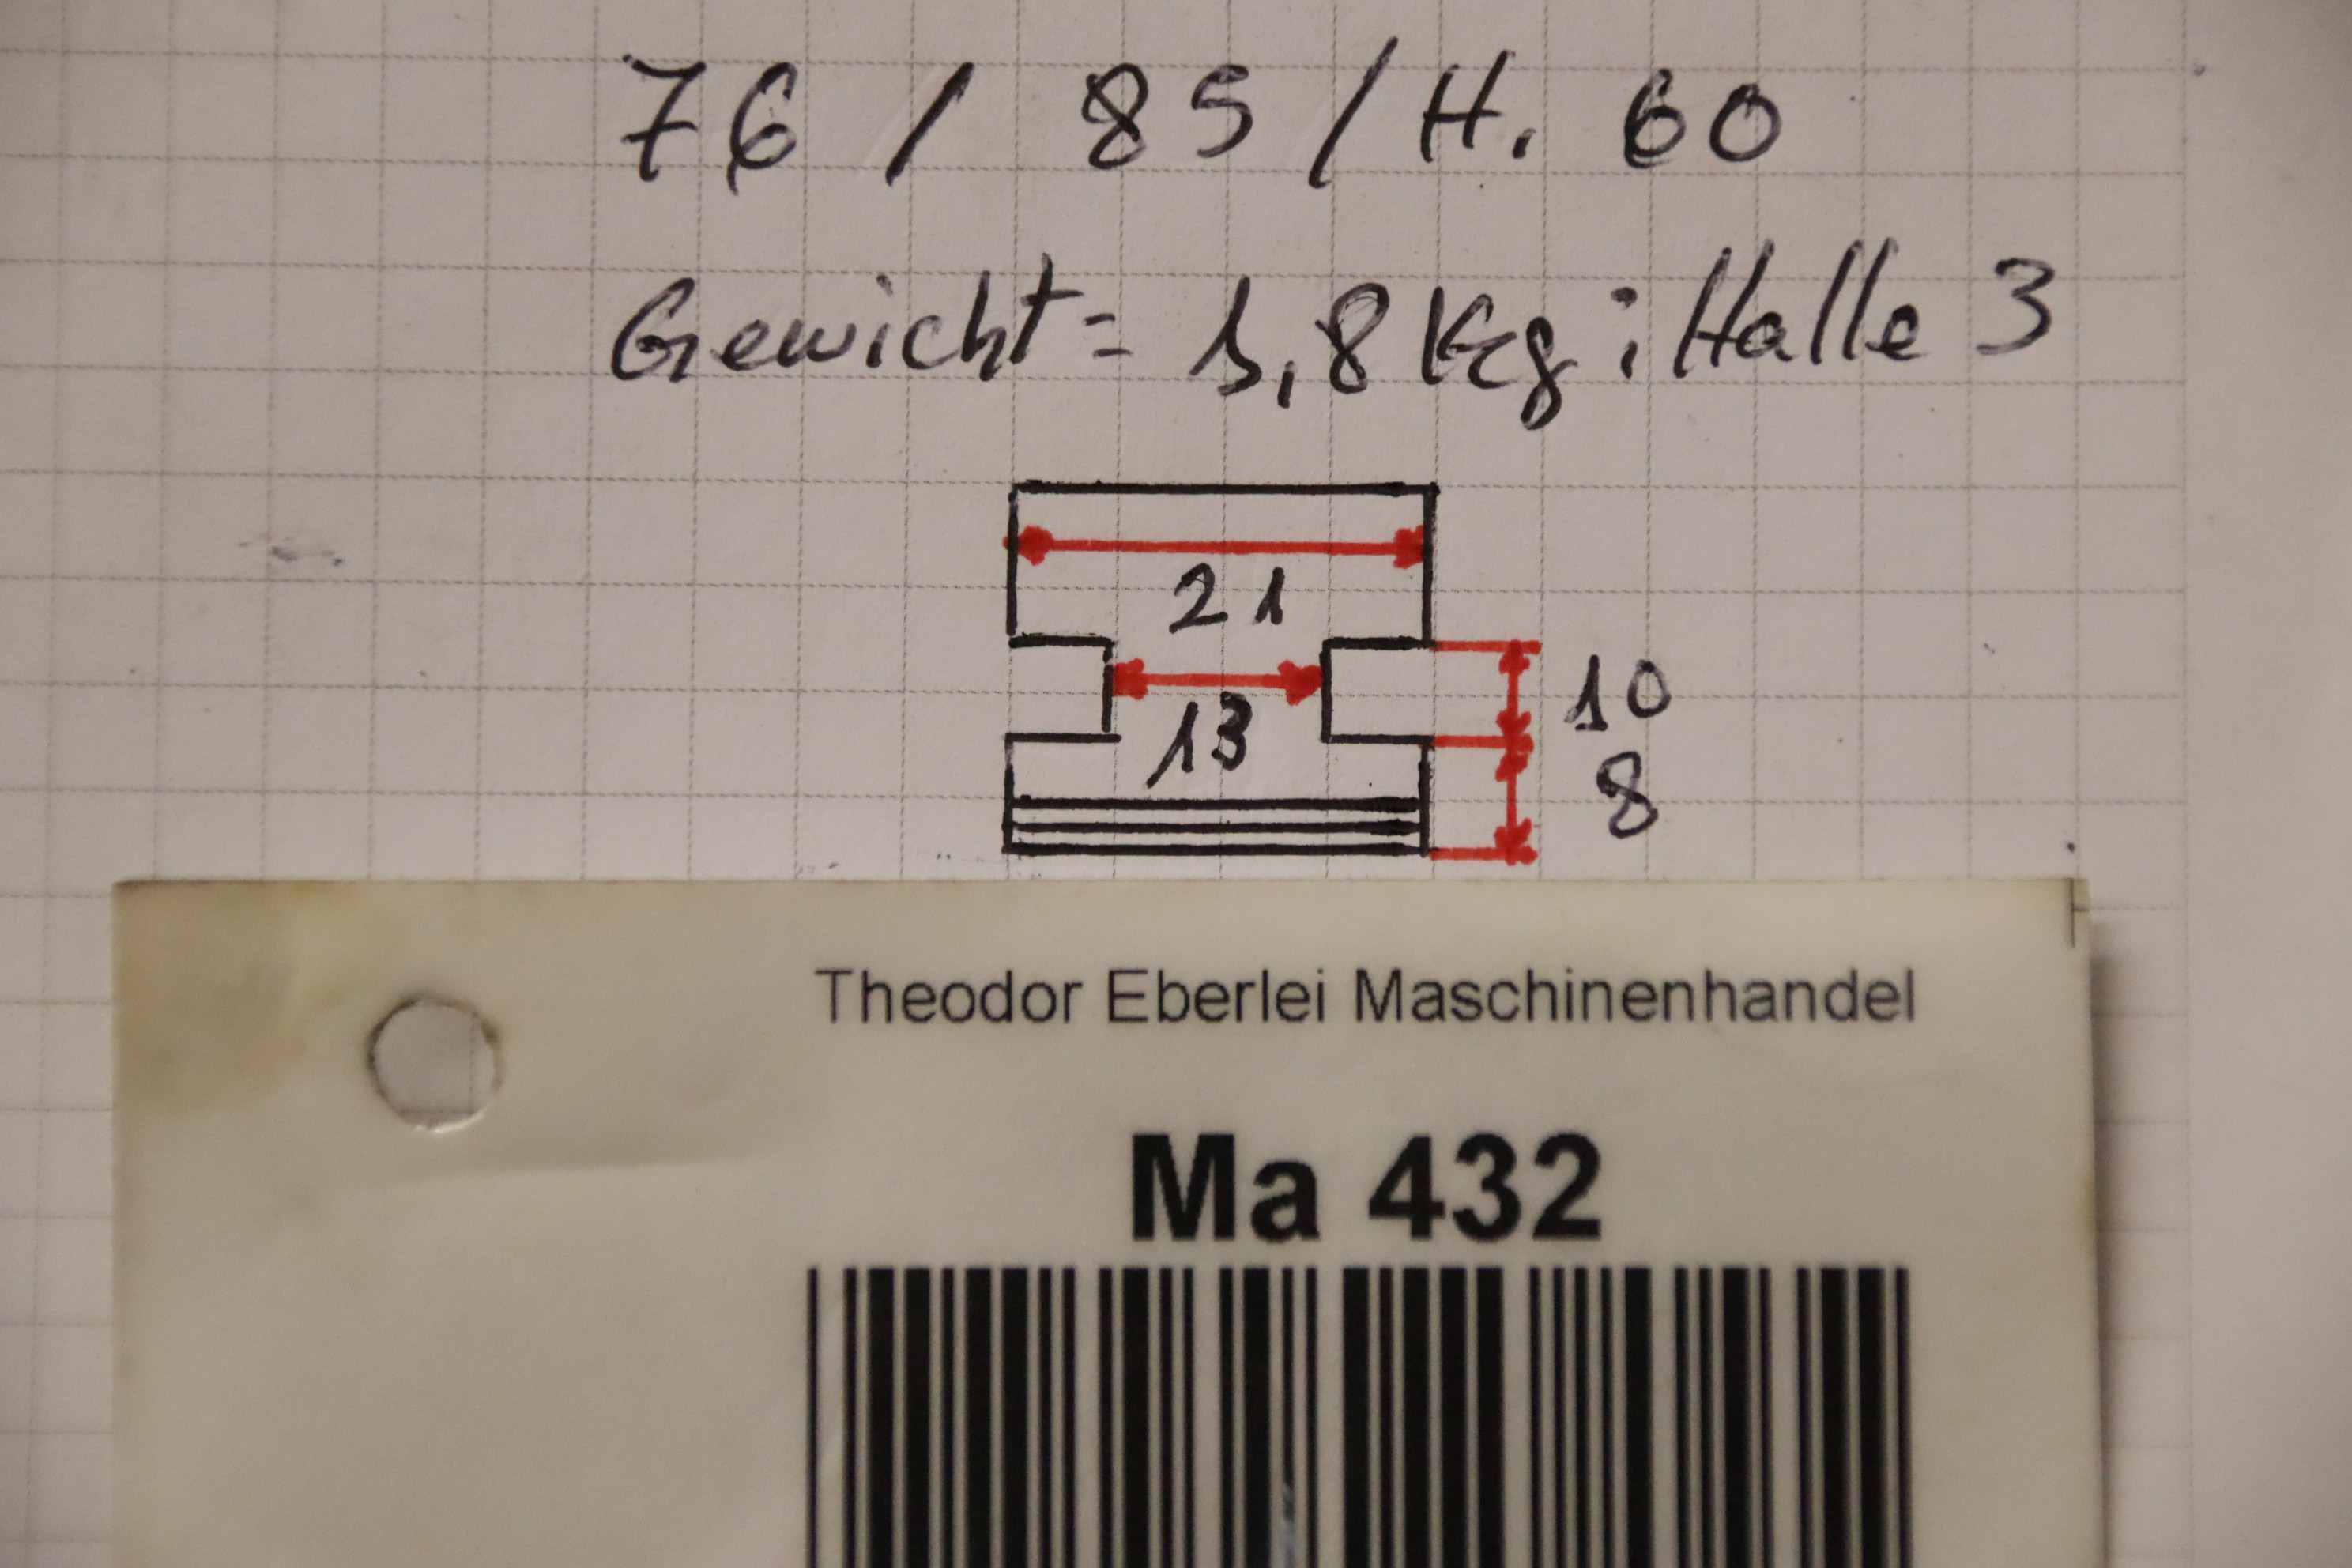 76 / 85 / H. 60
Gewicht = 1,8 Kg ; Halle 3
21
13
10
8
Theodor Eberlei Maschinenhandel
Ma 432